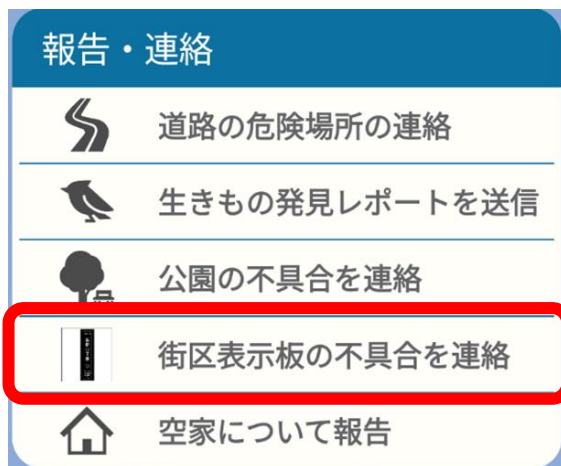 報告・連絡
道路の危険場所の連絡
生きもの発見レポートを送信
公園の不具合を連絡
街区表示板の不具合を連絡
空家について報告